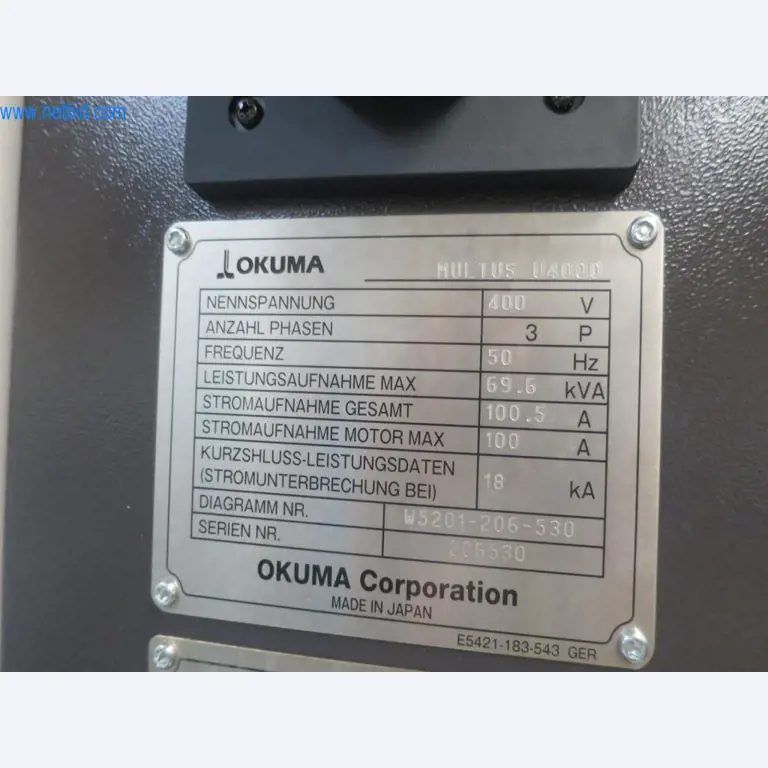 www.netbid.com
OKUMA MULTUS U4000
NENNSPANNUNG 400 V
ANZAHL PHASEN 3 P
FREQUENZ 50 Hz
LEISTUNGSAUFNAHME MAX 69.6 kVA
STROMAUFNAHME GESAMT 100.5 A
STROMAUFNAHME MOTOR MAX 100 A
KURZSHLUSS-LEISTUNGSDATEN
(STROMUNTERBRECHUNG BEI) 18 kA
DIAGRAMM NR. W5201-206-530
SERIEN NR. 206530
OKUMA Corporation
MADE IN JAPAN
E5421-183-543 GER